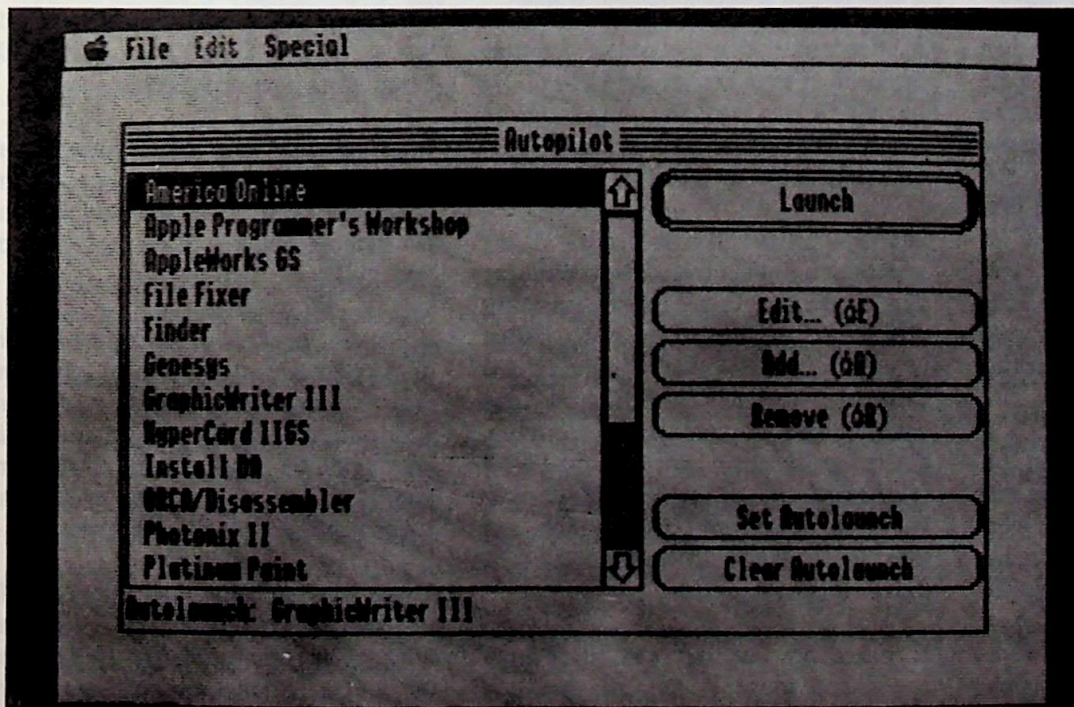 File Edit Special
Autopilot
America Online
Apple Programmer's Workshop
AppleWorks GS
File Fixer
Finder
Genesys
GraphicWriter III
HyperCard IIGS
Install DA
ORCA/Disassembler
Photonix II
Platinum Paint
Autolaunch: GraphicWriter III
Launch
Edit... (E)
Add... (A)
Remove (R)
Set Autolaunch
Clear Autolaunch